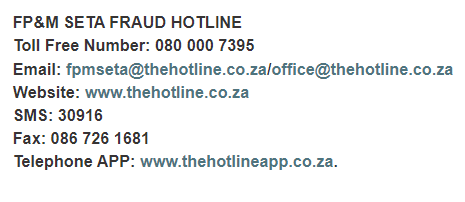 FP&M SETA FRAUD HOTLINE
Toll Free Number: 080 000 7395
Email: fpmseta@thehotline.co.za/office@thehotline.co.za
Website: www.thehotline.co.za
SMS: 30916
Fax: 086 726 1681
Telephone APP: www.thehotlineapp.co.za.